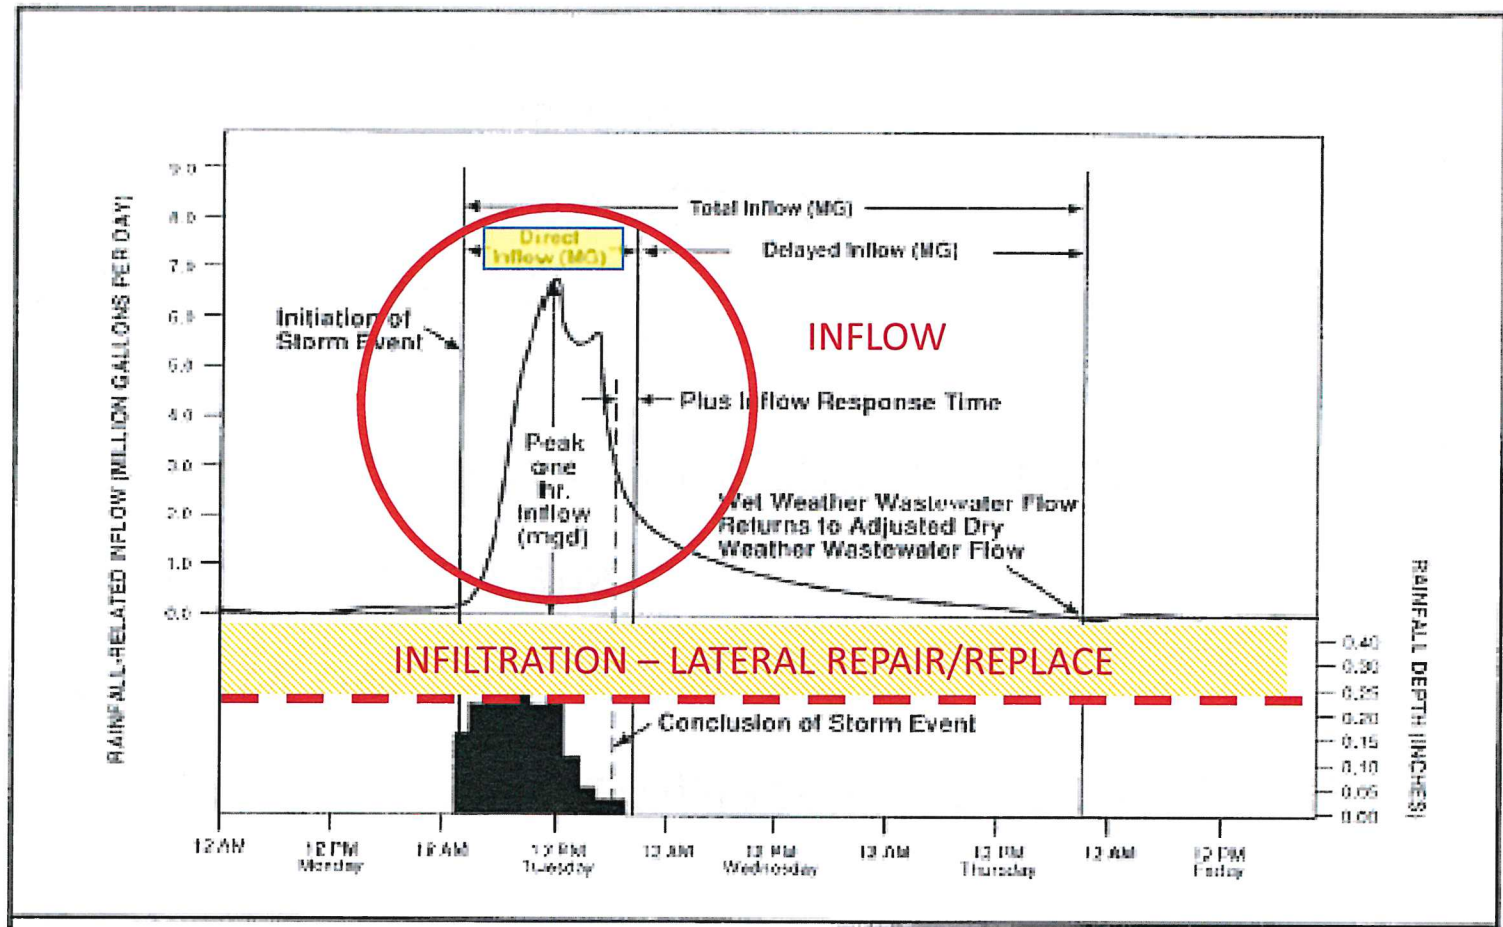 RAINFALL-RELATED INFLOW (MILLION GALLONS PER DAY)
9.0
8.0
7.0
6.0
5.0
4.0
3.0
2.0
1.0
0.0
Total Inflow (MG)
Direct
Inflow (MG)
Delayed Inflow (MG)
Initiation of
Storm Event
INFLOW
Plus Inflow Response Time
Peak
one
hr.
Inflow
(mgd)
Wet Weather Wastewater Flow
Returns to Adjusted Dry
Weather Wastewater Flow
INFILTRATION – LATERAL REPAIR/REPLACE
Conclusion of Storm Event
RAINFALL DEPTH (INCHES)
0.40
0.30
0.25
0.20
0.15
0.10
0.05
0.00
12 AM
12 PM
Monday
12 AM
12 PM
Tuesday
12 AM
12 PM
Wednesday
12 AM
12 PM
Thursday
12 AM
12 PM
Friday